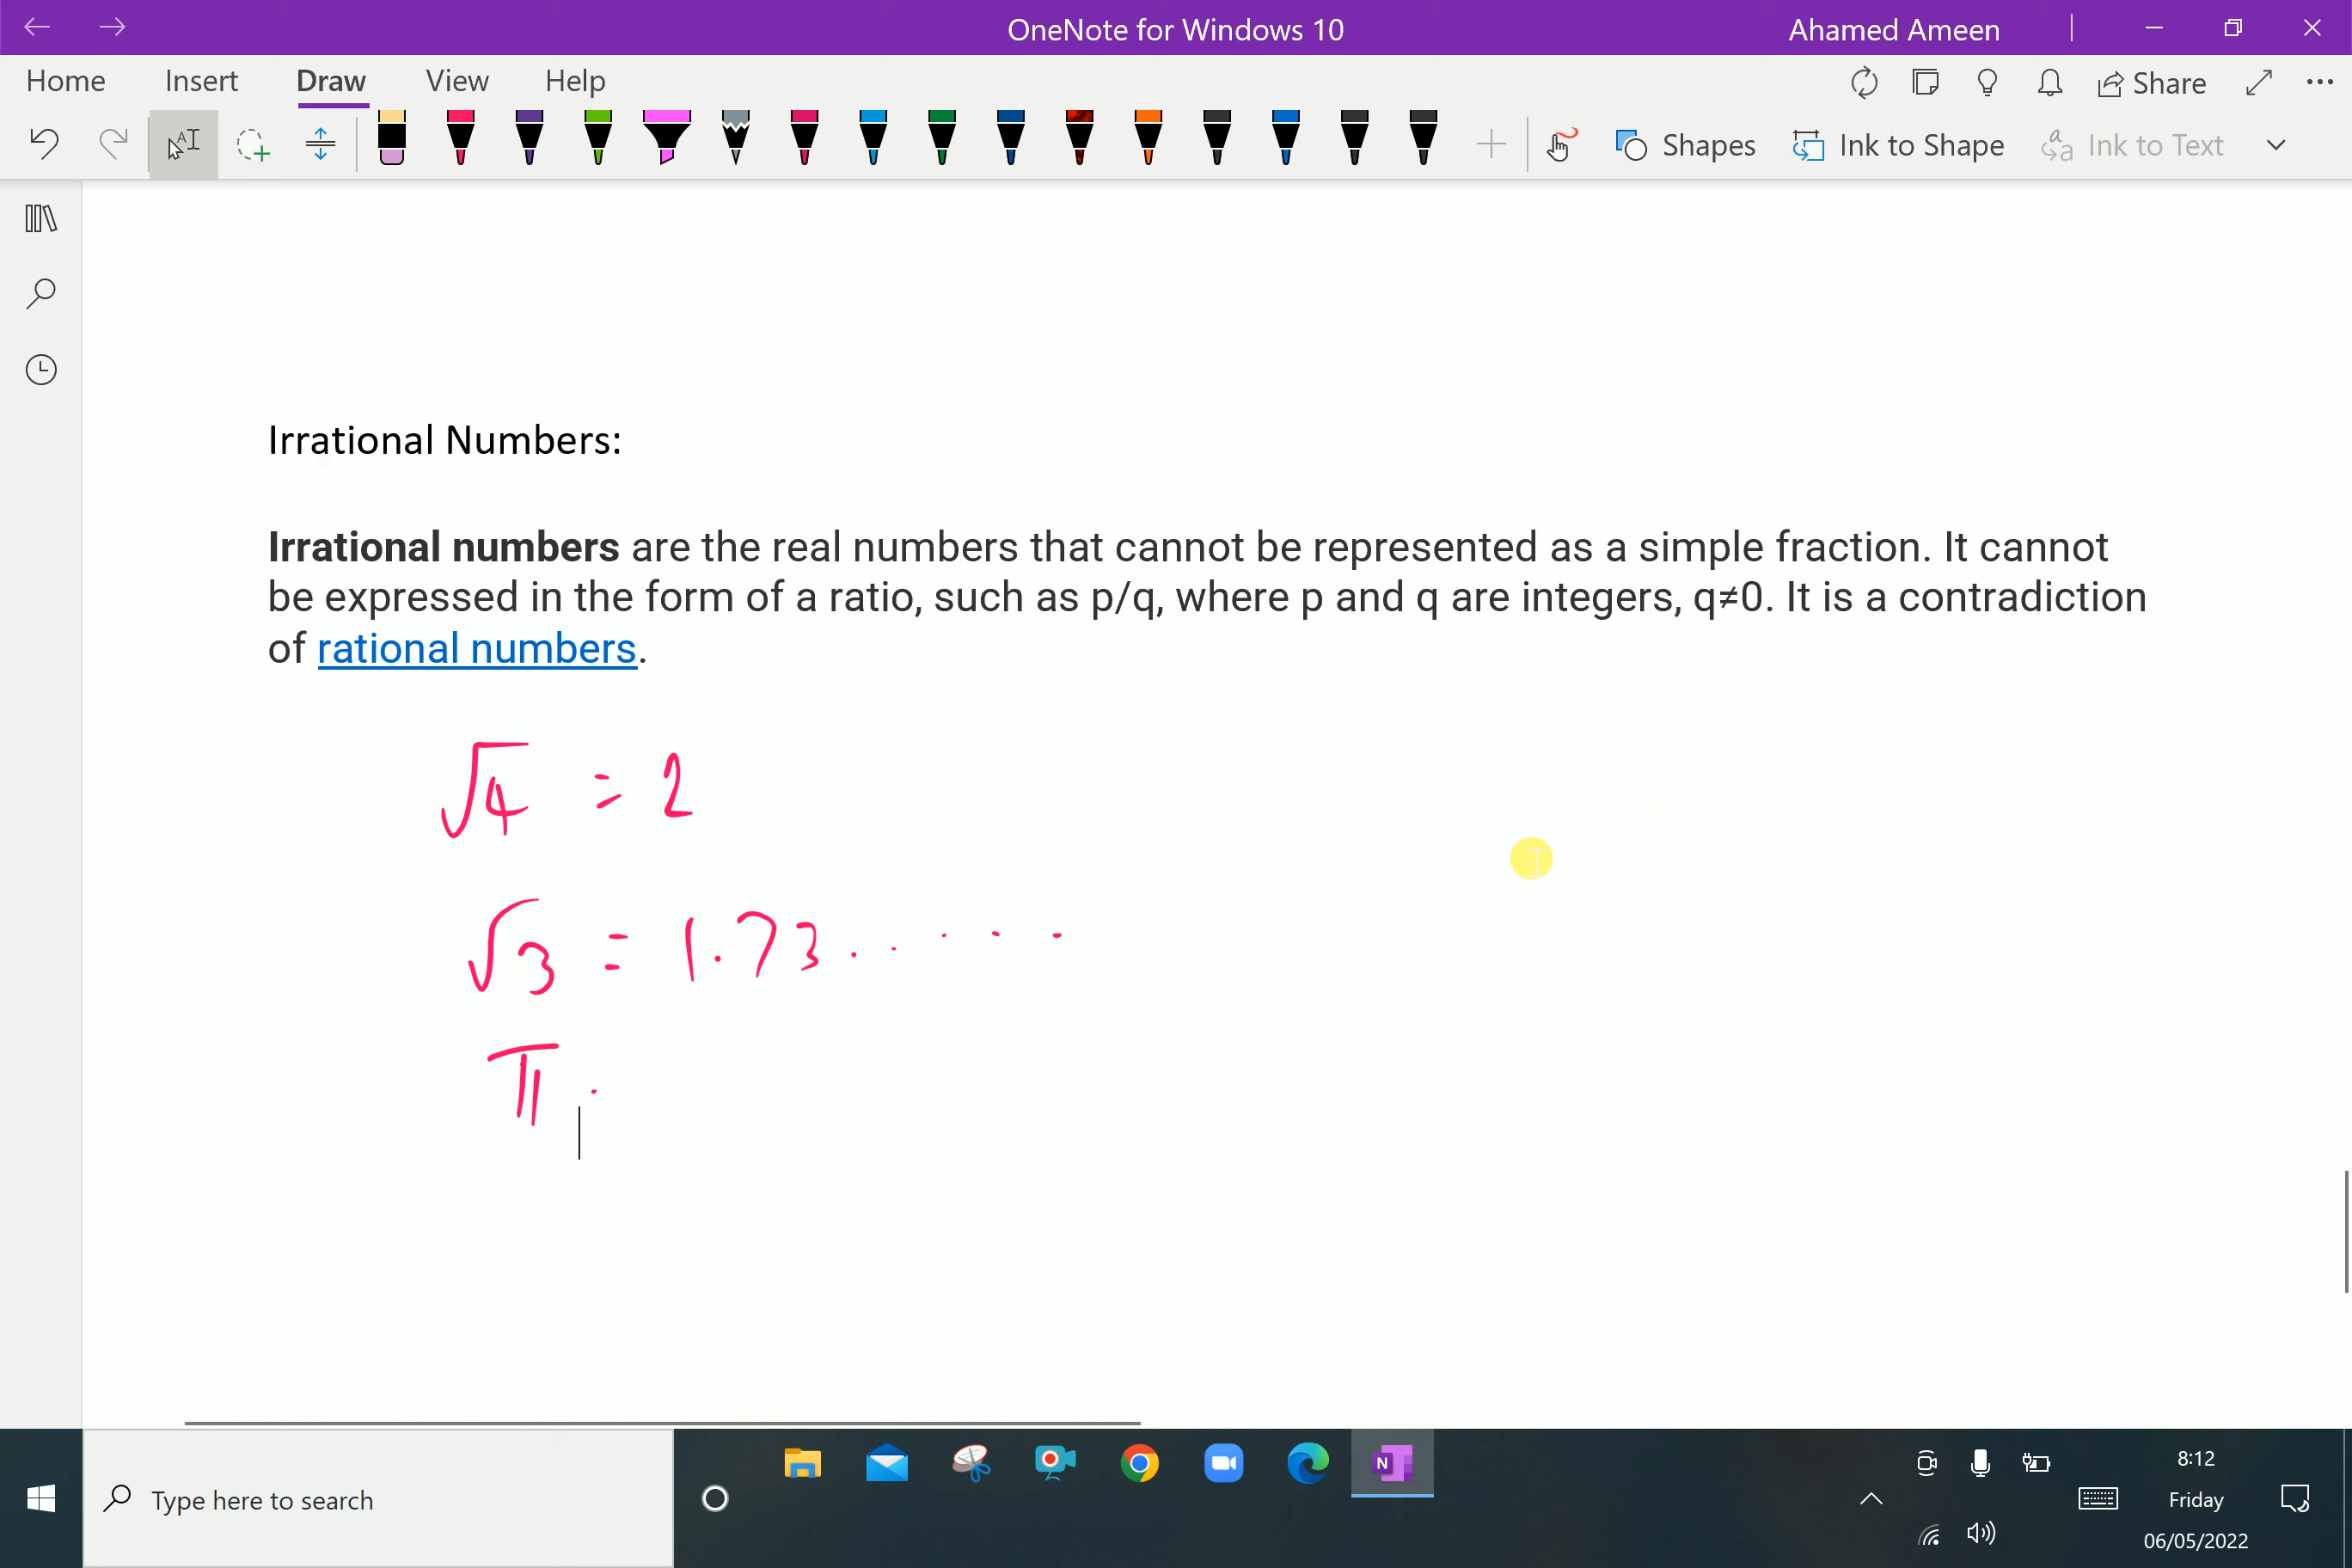 OneNote for Windows 10
Ahamed Ameen
Home Insert Draw View Help
Share
Shapes Ink to Shape Ink to Text
Irrational Numbers:
Irrational numbers are the real numbers that cannot be represented as a simple fraction. It cannot
be expressed in the form of a ratio, such as p/q, where p and q are integers, q≠0. It is a contradiction
of rational numbers.
√4 = 2
√3 = 1.73.....
π
Type here to search
8:12
Friday
06/05/2022